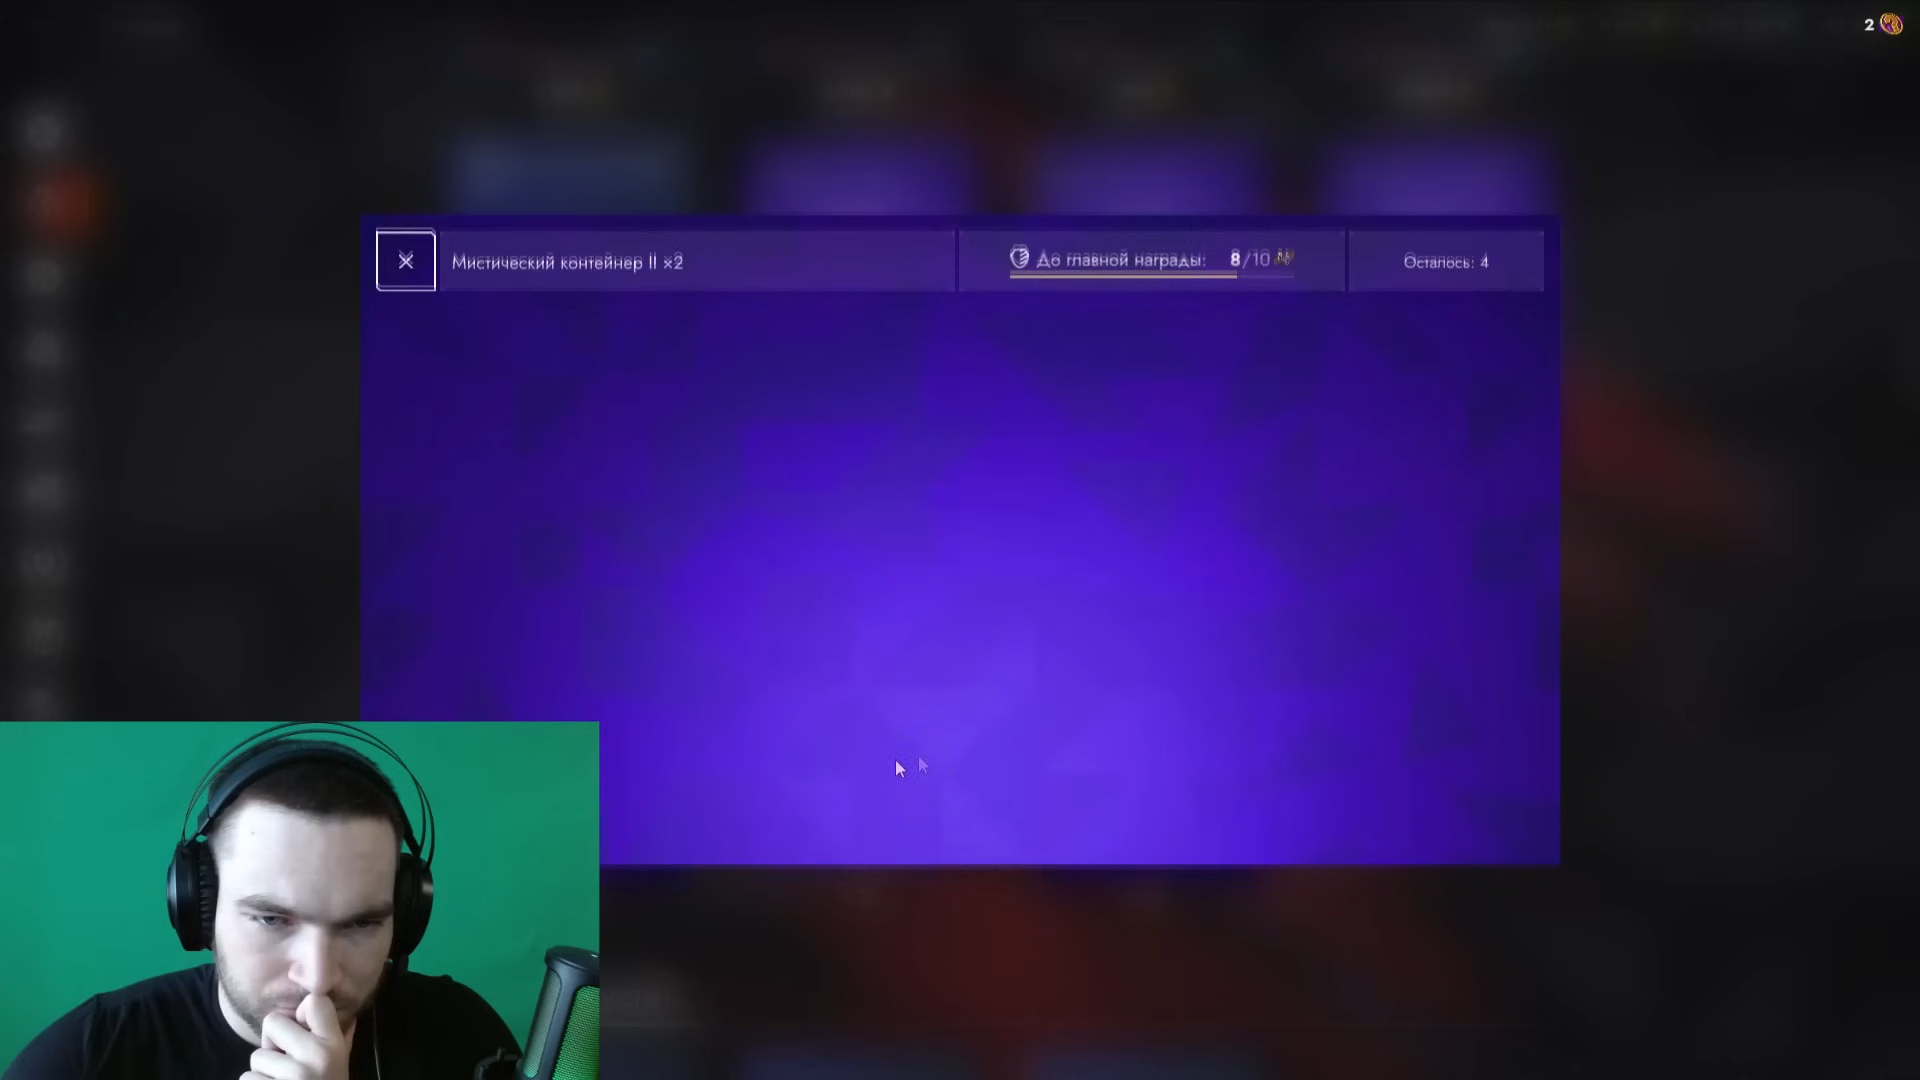 2
Мистический контейнер II ×2
До главной награды: 8/10
Осталось: 4